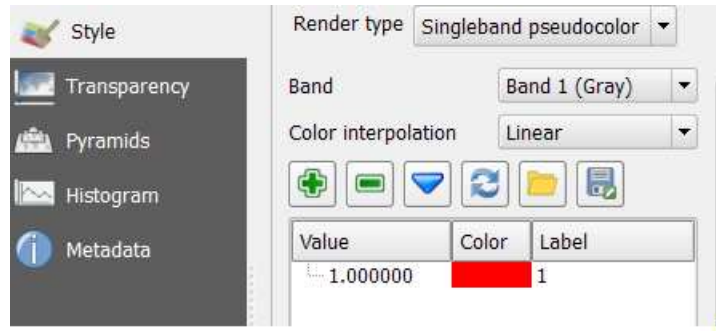 Style
Transparency
Pyramids
Histogram
Metadata
Render type Singleband pseudocolor
Band Band 1 (Gray)
Color interpolation Linear
Value Color Label
1.000000 1